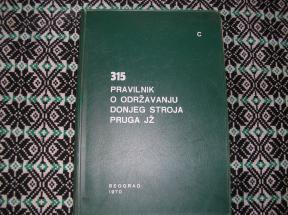 C
315
PRAVILNIK
O ODRŽAVANJU
DONJEG STROJA
PRUGA JŽ
BEOGRAD
1970